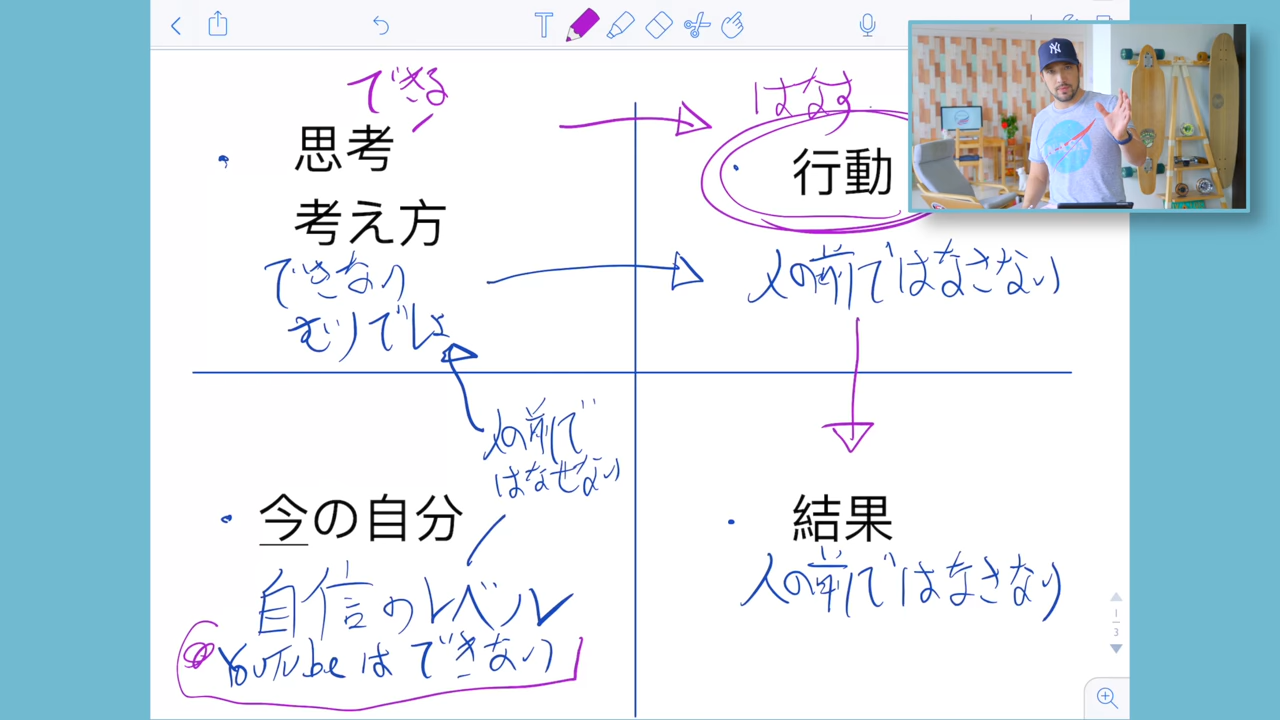 できる
思考
考え方
できない
むりでしょ
はなす
行動
人の前ではなさない
人の前で
はなせない
今の自分
自信のレベル
YouTubeはできない
結果
人の前ではなさない
1
3